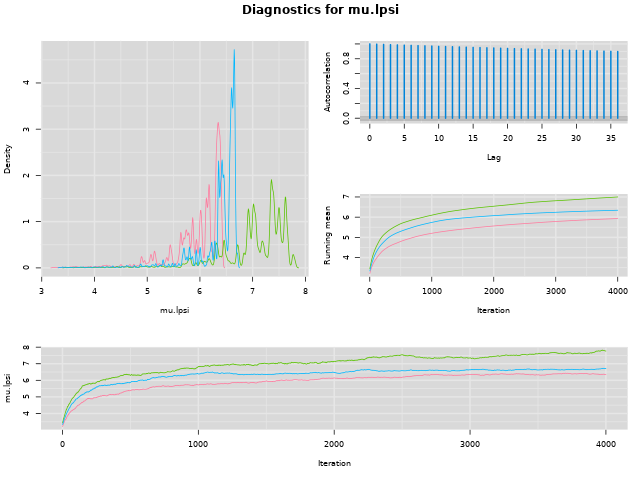 Diagnostics for mu.lpsi
Density
4
3
2
1
0
3 4 5 6 7 8
mu.lpsi
Autocorrelation
0.8
0.4
0.0
0 5 10 15 20 25 30 35
Lag
Running mean
7
6
5
4
0 1000 2000 3000 4000
Iteration
mu.lpsi
8
7
6
5
4
0 1000 2000 3000 4000
Iteration